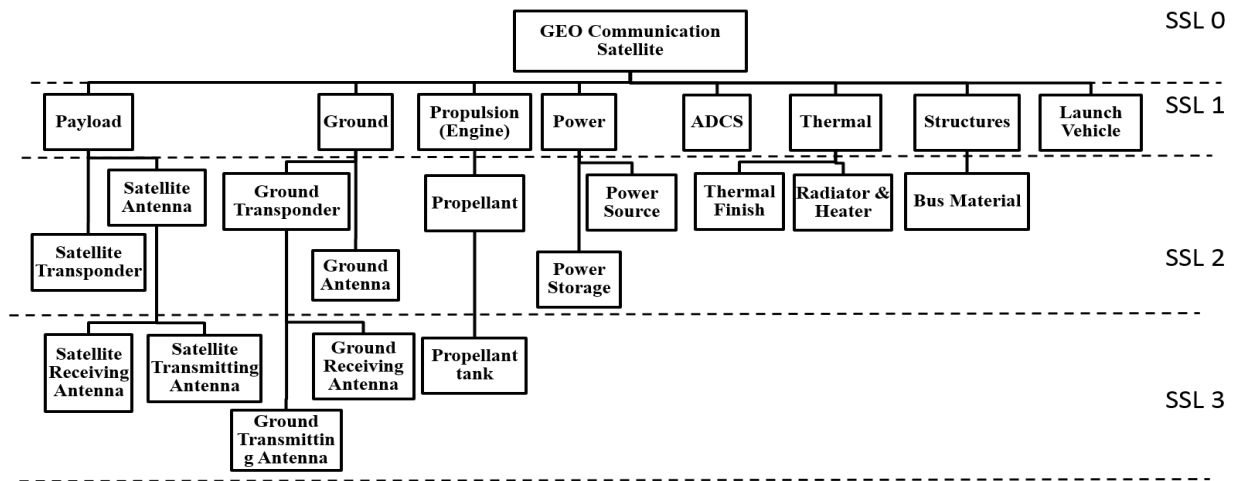 GEO Communication
Satellite
SSL 0
Payload
Ground
Propulsion
(Engine)
Power
ADCS
Thermal
Structures
Launch
Vehicle
SSL 1
Satellite
Antenna
Ground
Transponder
Propellant
Power
Source
Thermal
Finish
Radiator &
Heater
Bus Material
Satellite
Transponder
Ground
Antenna
Power
Storage
SSL 2
Satellite
Receiving
Antenna
Satellite
Transmitting
Antenna
Ground
Receiving
Antenna
Propellant
tank
Ground
Transmittin
g Antenna
SSL 3